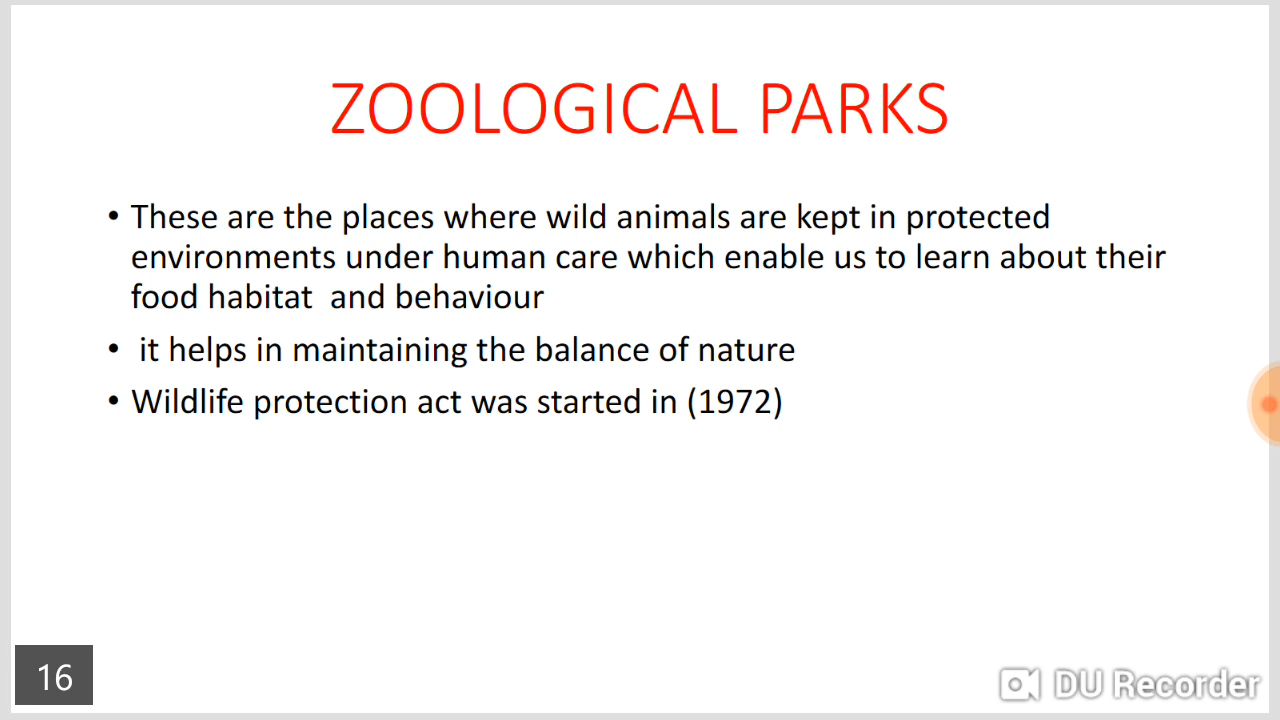 ZOOLOGICAL PARKS
• These are the places where wild animals are kept in protected
environments under human care which enable us to learn about their
food habitat  and behaviour
•  it helps in maintaining the balance of nature
• Wildlife protection act was started in (1972)
16
DU Recorder